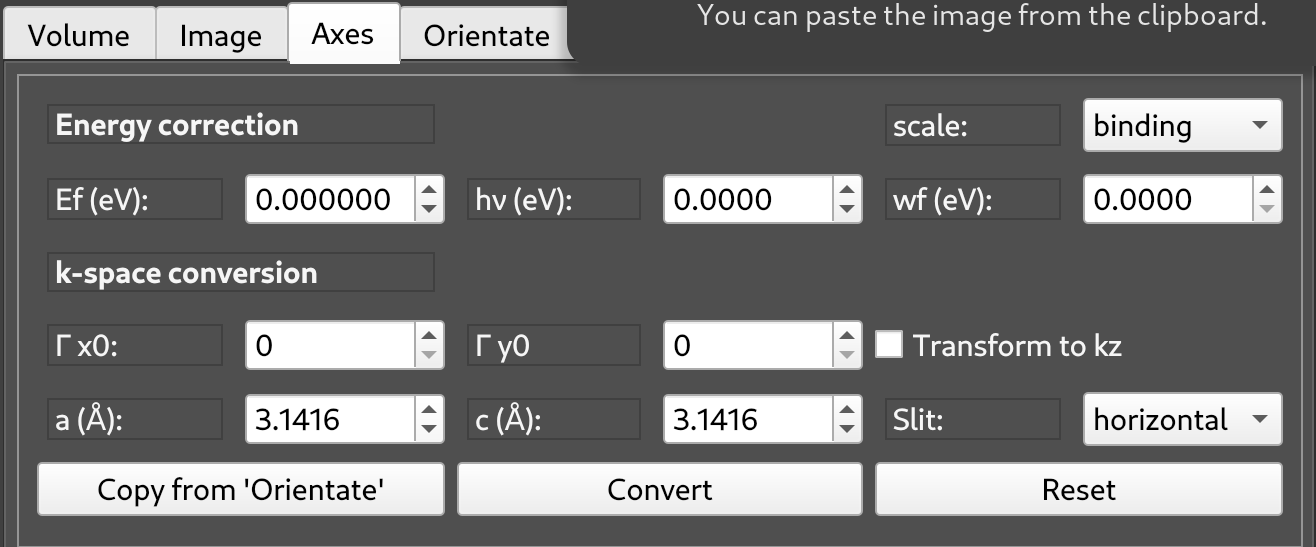 You can paste the image from the clipboard.
Volume Image Axes Orientate
Energy correction scale: binding
Ef (eV): 0.000000 hν (eV): 0.0000 wf (eV): 0.0000
k-space conversion
Γ x0: 0 Γ y0 0 Transform to kz
a (Å): 3.1416 c (Å): 3.1416 Slit: horizontal
Copy from 'Orientate' Convert Reset